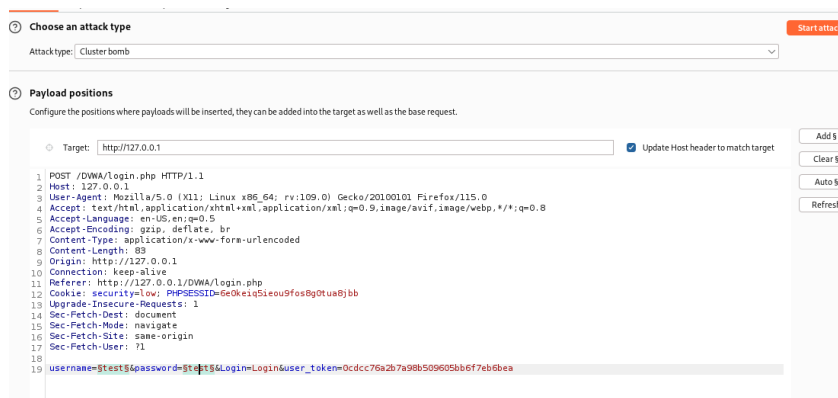 Choose an attack type
Start attac
Attack type: Cluster bomb
Payload positions
Configure the positions where payloads will be inserted, they can be added into the target as well as the base request.
Add §
Target: http://127.0.0.1
Update Host header to match target
Clear §
Auto §
Refresh
1 POST /DVWA/login.php HTTP/1.1
2 Host: 127.0.0.1
3 User-Agent: Mozilla/5.0 (X11; Linux x86_64; rv:109.0) Gecko/20100101 Firefox/115.0
4 Accept: text/html,application/xhtml+xml,application/xml;q=0.9,image/avif,image/webp,*/*;q=0.8
5 Accept-Language: en-US,en;q=0.5
6 Accept-Encoding: gzip, deflate, br
7 Content-Type: application/x-www-form-urlencoded
8 Content-Length: 83
9 Origin: http://127.0.0.1
10 Connection: keep-alive
11 Referer: http://127.0.0.1/DVWA/login.php
12 Cookie: security=low; PHPSESSID=6e0keiq5ieou9fos8g0tua8jbb
13 Upgrade-Insecure-Requests: 1
14 Sec-Fetch-Dest: document
15 Sec-Fetch-Mode: navigate
16 Sec-Fetch-Site: same-origin
17 Sec-Fetch-User: ?1
18
19 username=§test§&password=§test§&Login=Login&user_token=0cdcc76a2b7a98b509605bb6f7eb6bea